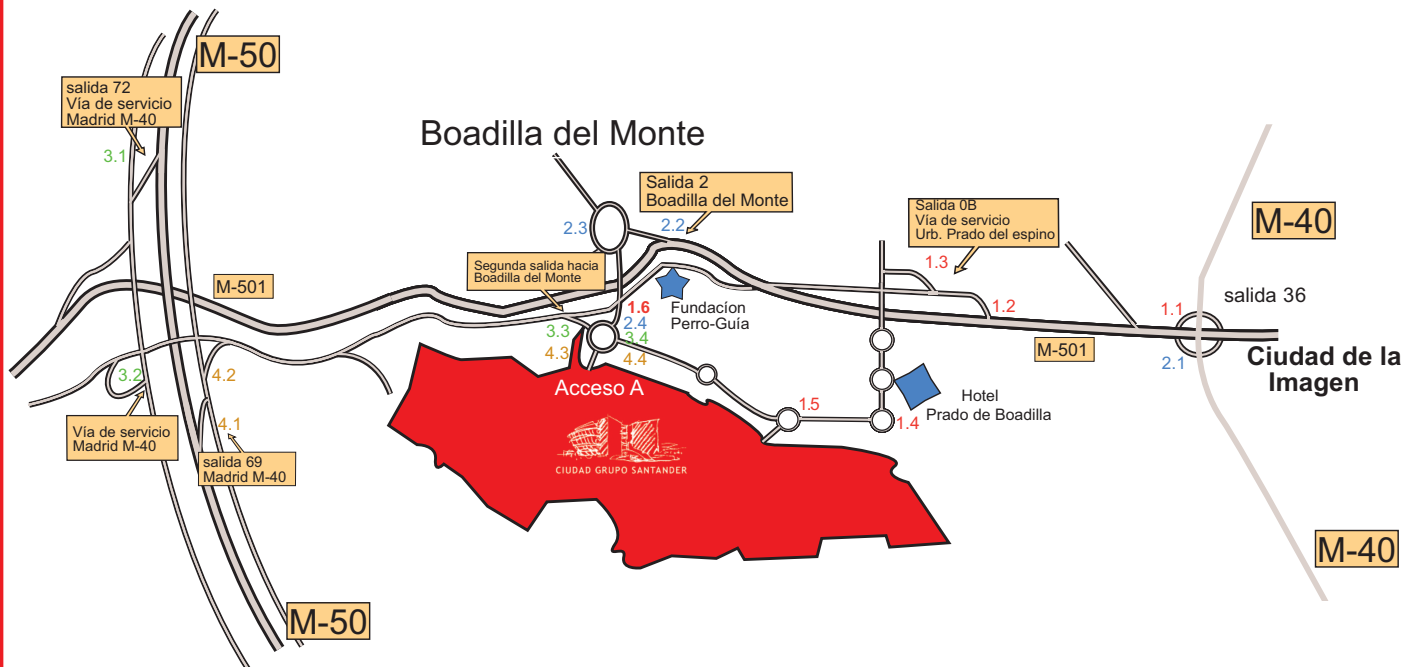 M-50
salida 72
Vía de servicio
Madrid M-40
3.1
Boadilla del Monte
Salida 2
Boadilla del Monte
2.2
2.3
Salida 0B
Vía de servicio
Urb. Prado del espino
1.3
M-40
Segunda salida hacia
Boadilla del Monte
M-501
1.6
2.4
3.4
4.4
3.3
4.3
Fundacíon
Perro-Guía
1.2
1.1
salida 36
2.1
M-501
Ciudad de la
Imagen
3.2
4.2
Acceso A
CIUDAD GRUPO SANTANDER
Hotel
Prado de Boadilla
1.5
1.4
Vía de servicio
Madrid M-40
4.1
salida 69
Madrid M-40
M-40
M-50